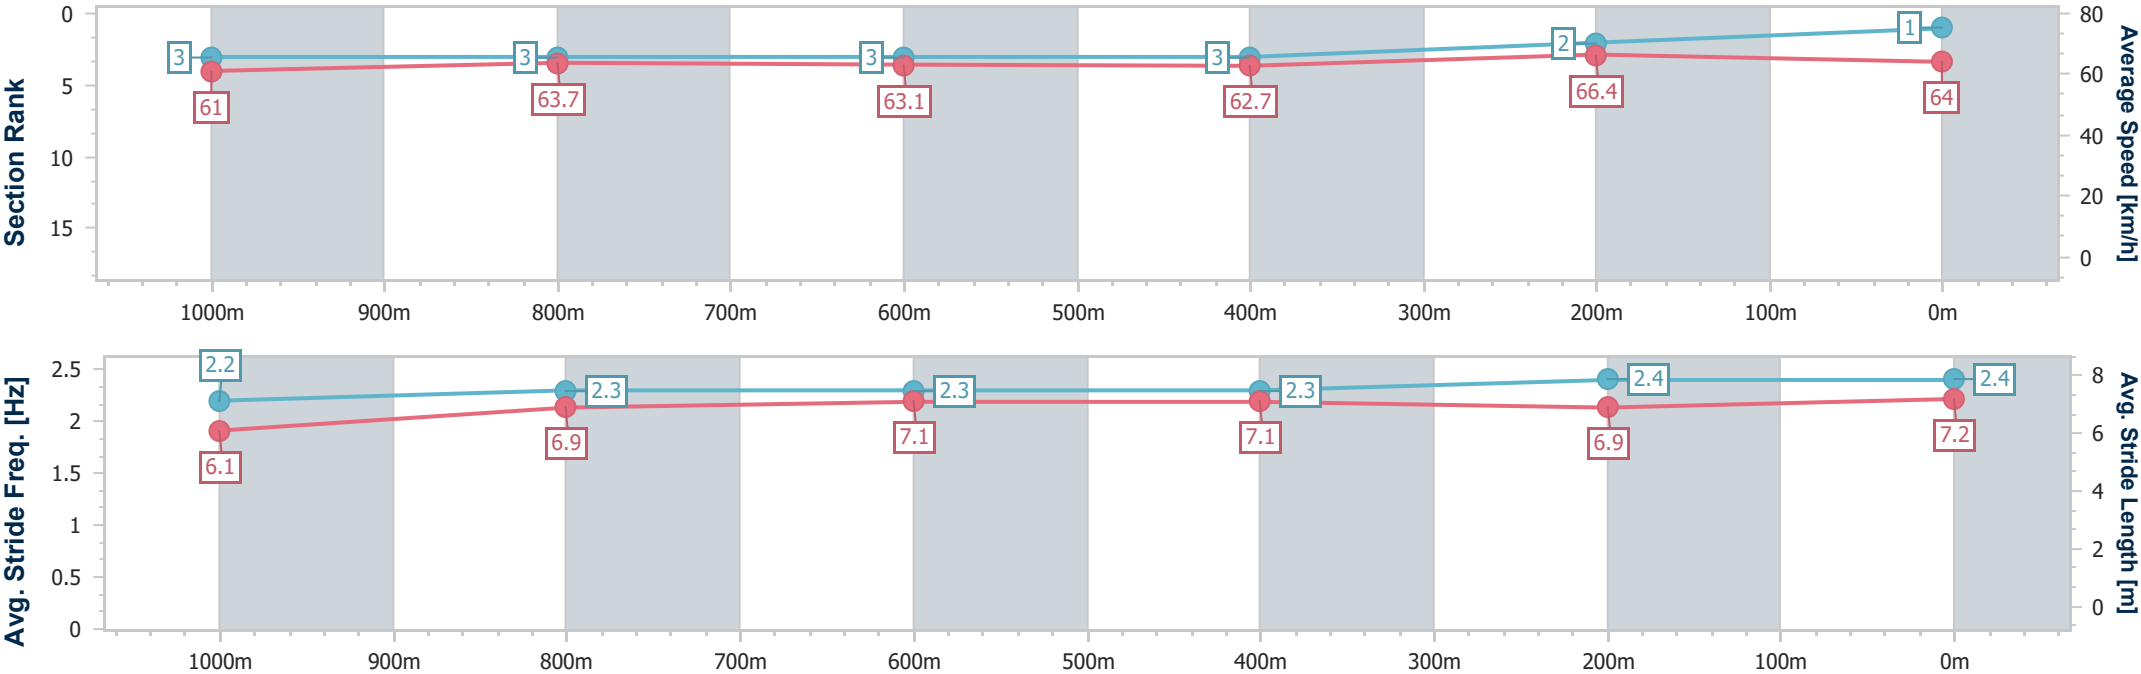 Section Rank
0
5
10
15
3
3
3
3
2
1
61
63.7
63.1
62.7
66.4
64
80
60
40
20
0
Average Speed [km/h]
1000m
900m
800m
700m
600m
500m
400m
300m
200m
100m
0m
Avg. Stride Freq. [Hz]
2.5
2
1.5
1
0.5
0
2.2
2.3
2.3
2.3
2.4
2.4
6.1
6.9
7.1
7.1
6.9
7.2
8
6
4
2
0
Avg. Stride Length [m]
1000m
900m
800m
700m
600m
500m
400m
300m
200m
100m
0m